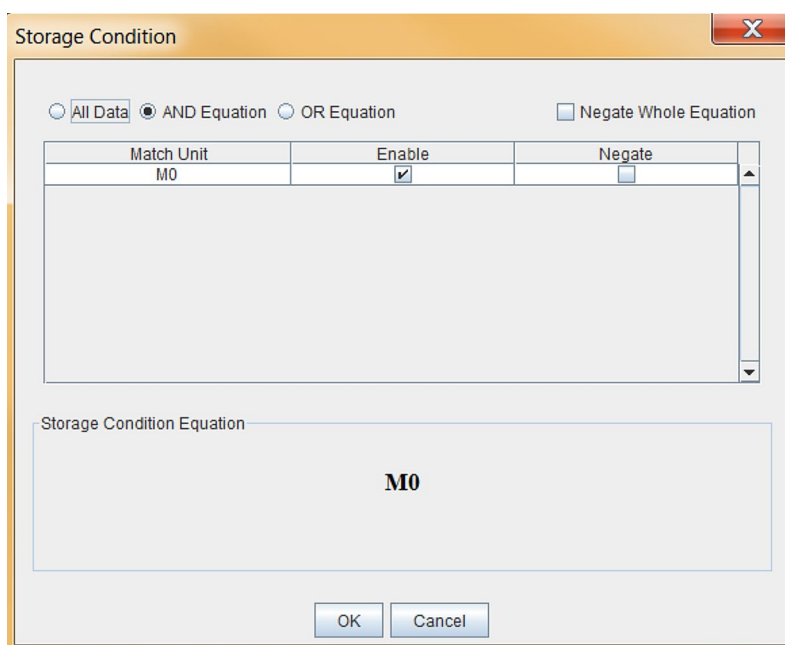 Storage Condition
All Data AND Equation OR Equation Negate Whole Equation
Match Unit Enable Negate
M0
Storage Condition Equation
M0
OK Cancel